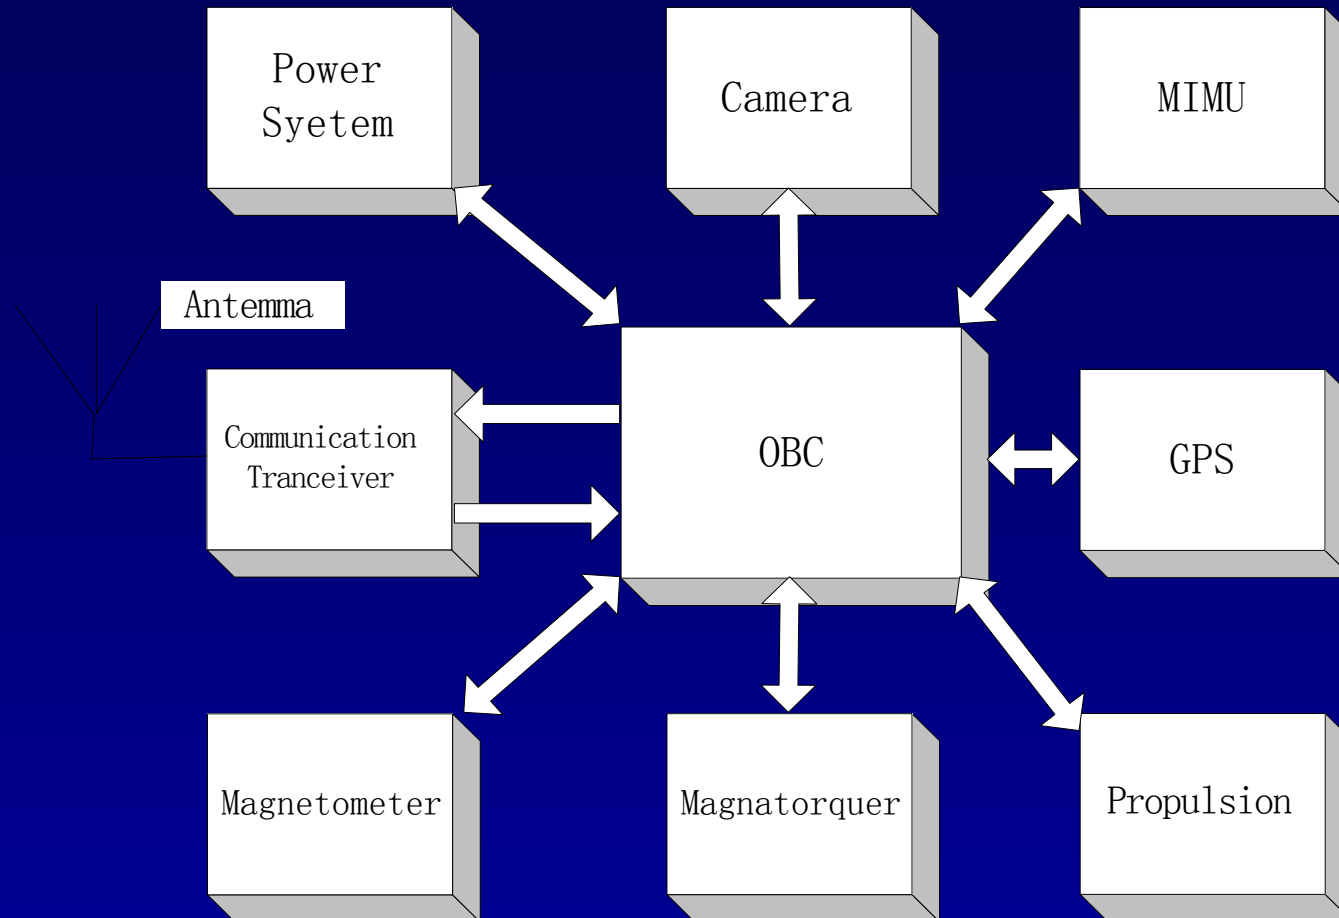 Power
Syetem
Camera
MIMU
Antemma
Communication
Tranceiver
OBC
GPS
Magnetometer
Magnatorquer
Propulsion